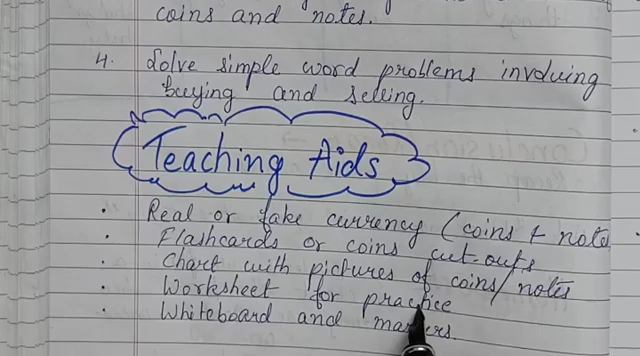 coins and notes.
4. Solve simple word problems involving
buying and selling.
Teaching Aids
• Real or fake currency (coins + note
• Flashcards or coins cut-outs
• Chart with pictures of coins/notes
• Worksheet for practice
• Whiteboard and markers.